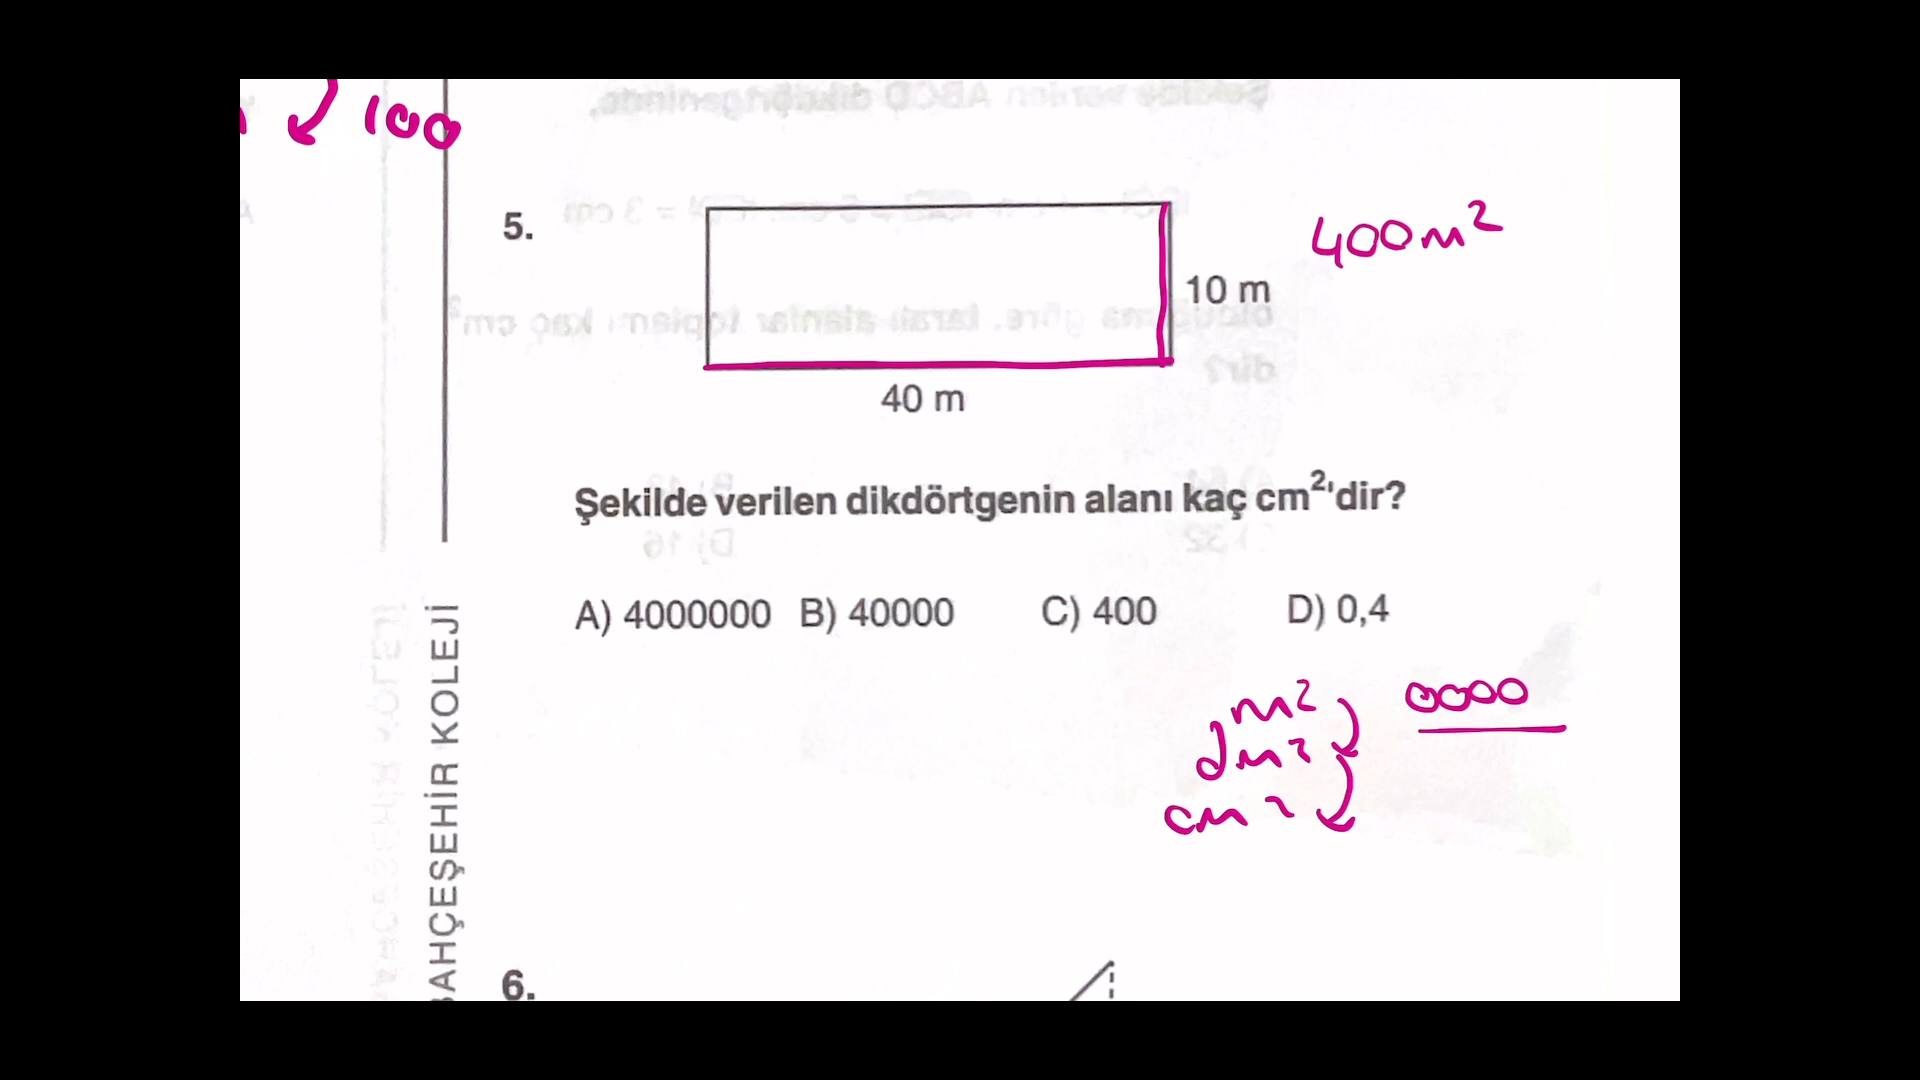 100
5.
400m²
10 m
40 m
Şekilde verilen dikdörtgenin alanı kaç cm²'dir?
A) 4000000 B) 40000 C) 400 D) 0,4
m² 0000
dm²
cm²
BAHÇEŞEHİR KOLEJİ
6.